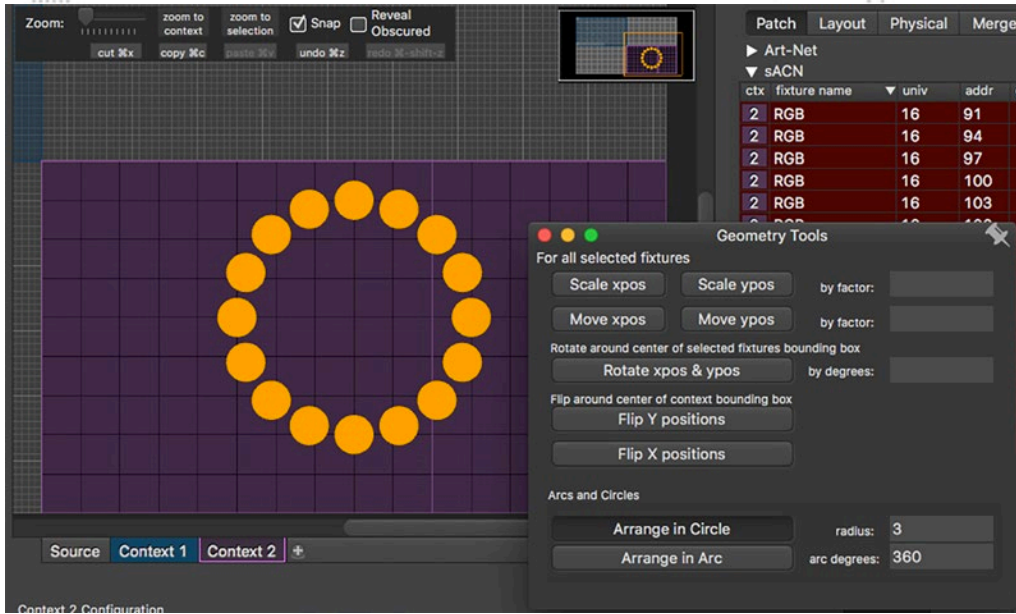 Zoom:
zoom to context
zoom to selection
Snap
Reveal Obscured
cut ⌘x
copy ⌘c
paste ⌘v
undo ⌘z
redo ⌘-shift-z
Patch Layout Physical Merge
Art-Net
sACN
ctx fixture name univ addr
2 RGB 16 91
2 RGB 16 94
2 RGB 16 97
2 RGB 16 100
2 RGB 16 103
Geometry Tools
For all selected fixtures
Scale xpos Scale ypos by factor:
Move xpos Move ypos by factor:
Rotate around center of selected fixtures bounding box
Rotate xpos & ypos by degrees:
Flip around center of context bounding box
Flip Y positions
Flip X positions
Arcs and Circles
Arrange in Circle radius: 3
Arrange in Arc arc degrees: 360
Source Context 1 Context 2 +
Context 2 Configuration